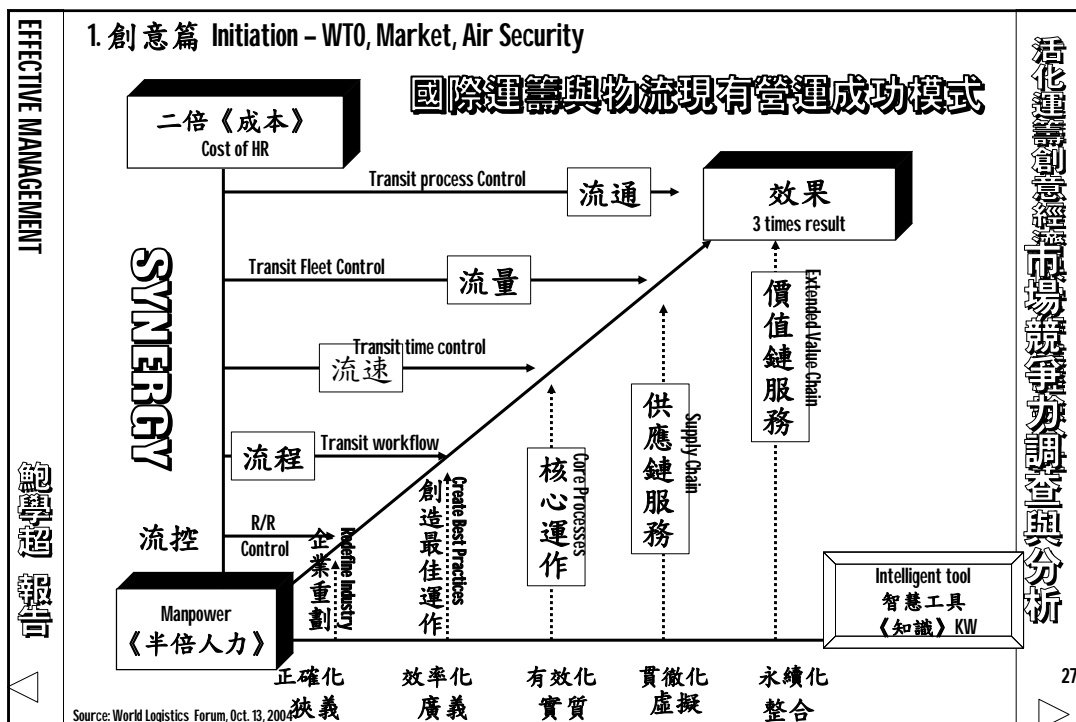 1. 創意篇 Initiation – WTO, Market, Air Security
國際運籌與物流現有營運成功模式
EFFECTIVE MANAGEMENT
鮑學超 報告
二倍《成本》
Cost of HR
SYNERGY
Transit process Control
流通
效果
3 times result
Transit Fleet Control
流量
Transit time control
流速
Transit workflow
流程
流控
R/R
Control
企業重劃
Redefine Industry
創造最佳運作
Create Best Practices
核心運作
Core Processes
供應鏈服務
Supply Chain
價值鏈服務
Extended Value Chain
Manpower
《半倍人力》
Intelligent tool
智慧工具
《知識》KW
正確化 效率化 有效化 貫徹化 永續化
狹義 廣義 實質 虛擬 整合
Source: World Logistics Forum, Oct. 13, 2004
活化運籌創意經濟
市場競爭力調查與分析
27